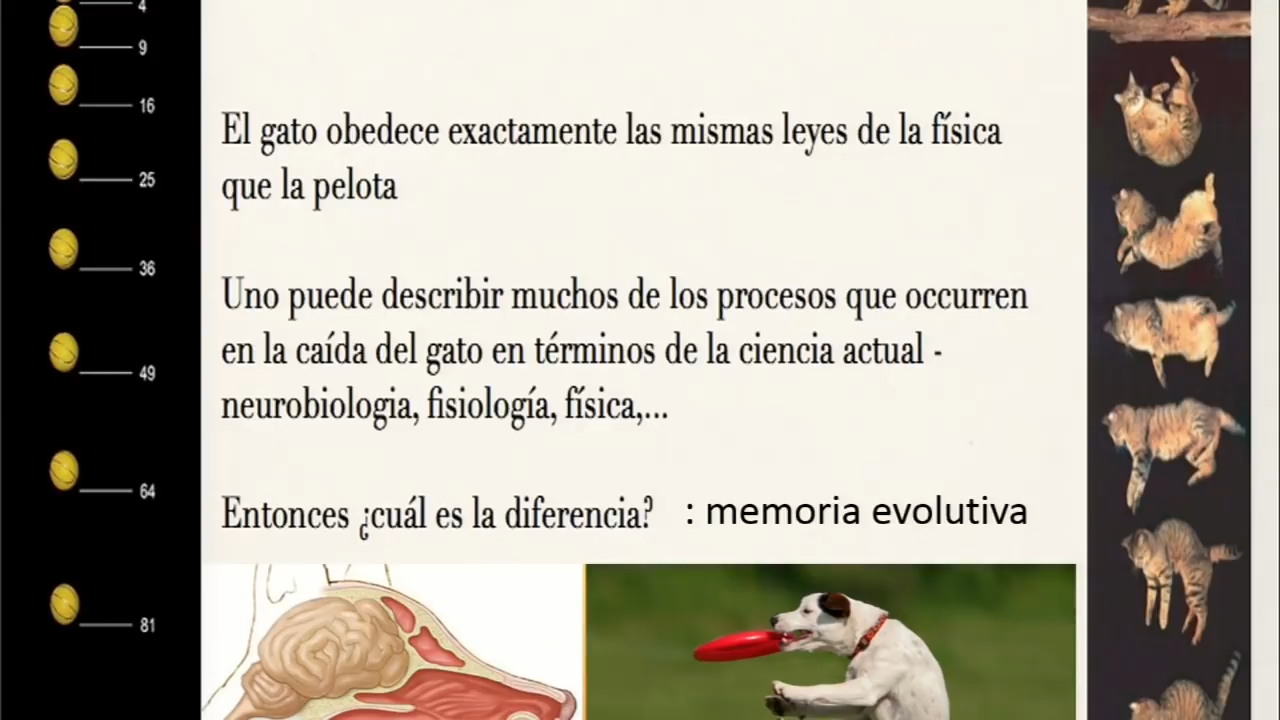 4
9
16
25
36
49
64
81
El gato obedece exactamente las mismas leyes de la física
que la pelota
Uno puede describir muchos de los procesos que occurren
en la caída del gato en términos de la ciencia actual -
neurobiologia, fisiología, física,...
Entonces ¿cuál es la diferencia? : memoria evolutiva